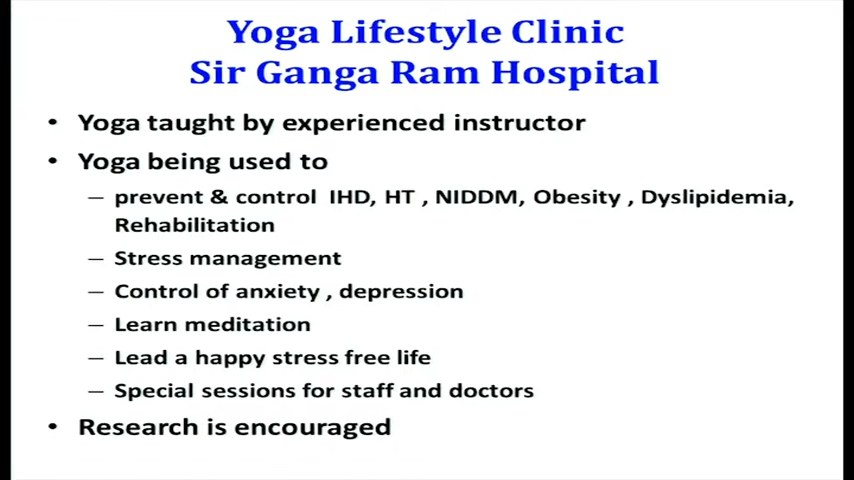 Yoga Lifestyle Clinic
Sir Ganga Ram Hospital
• Yoga taught by experienced instructor
• Yoga being used to
– prevent & control IHD, HT , NIDDM, Obesity , Dyslipidemia,
Rehabilitation
– Stress management
– Control of anxiety , depression
– Learn meditation
– Lead a happy stress free life
– Special sessions for staff and doctors
• Research is encouraged